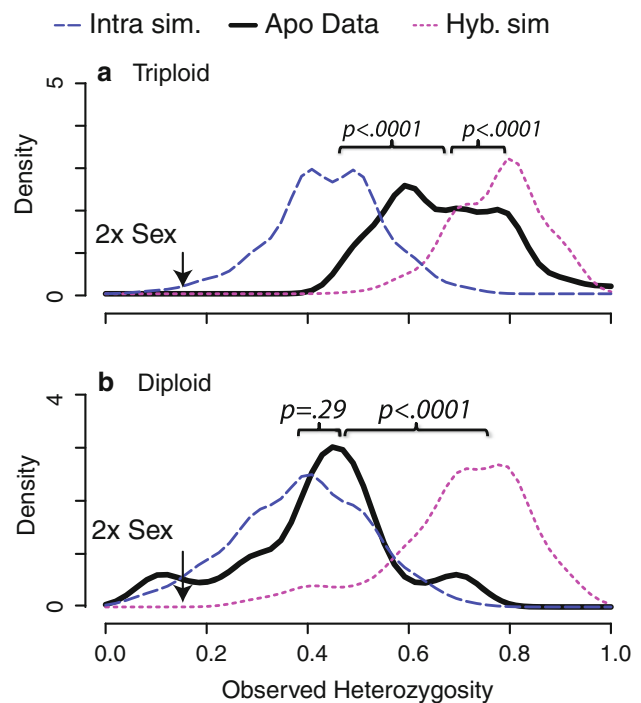 Intra sim. Apo Data Hyb. sim
a Triploid
5
p<.0001 p<.0001
Density
2x Sex
0
b Diploid
4
p=.29 p<.0001
Density
2x Sex
0
0.0 0.2 0.4 0.6 0.8 1.0
Observed Heterozygosity